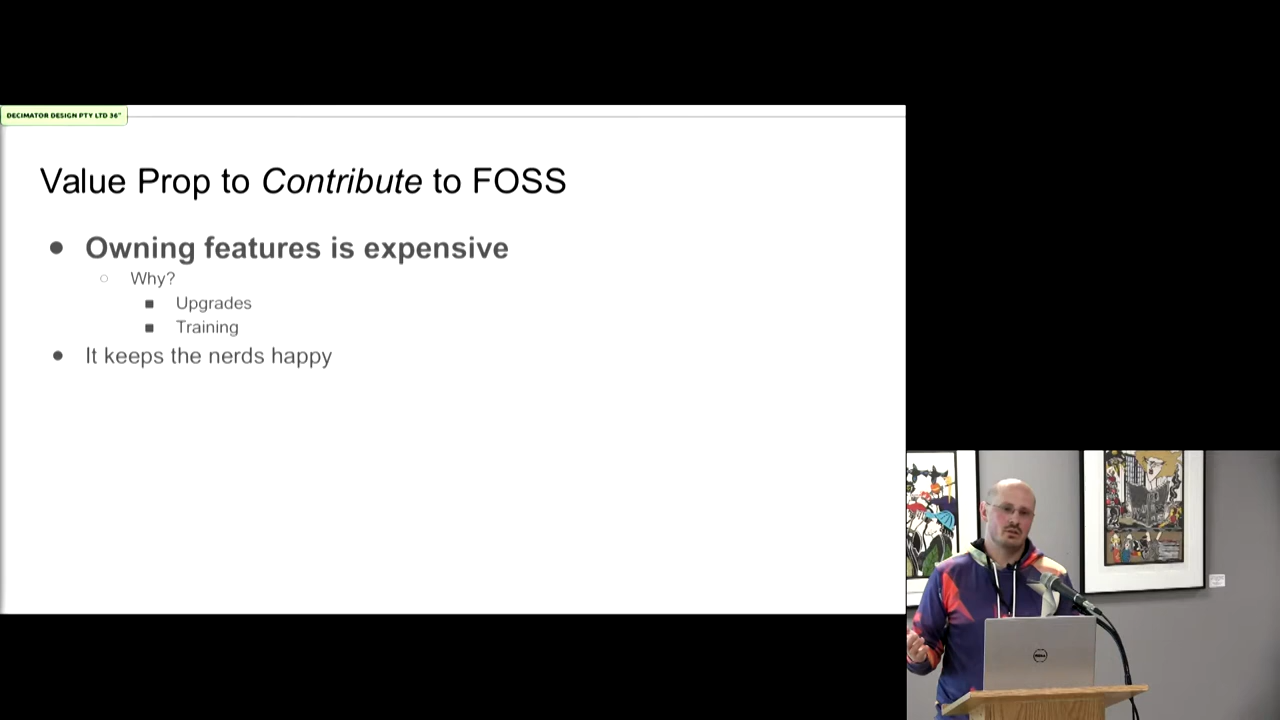 DECIMATOR DESIGN PTY LTD 36"
Value Prop to Contribute to FOSS
Owning features is expensive
Why?
Upgrades
Training
It keeps the nerds happy
DELL